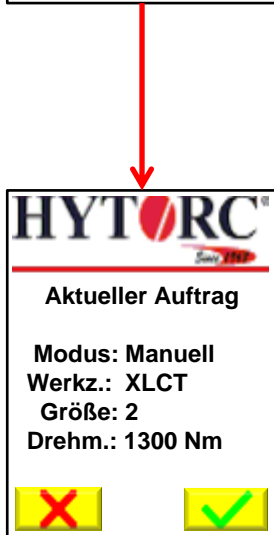 HYTORC®
Since 1968
Aktueller Auftrag
Modus: Manuell
Werkz.: XLCT
Größe: 2
Drehm.: 1300 Nm